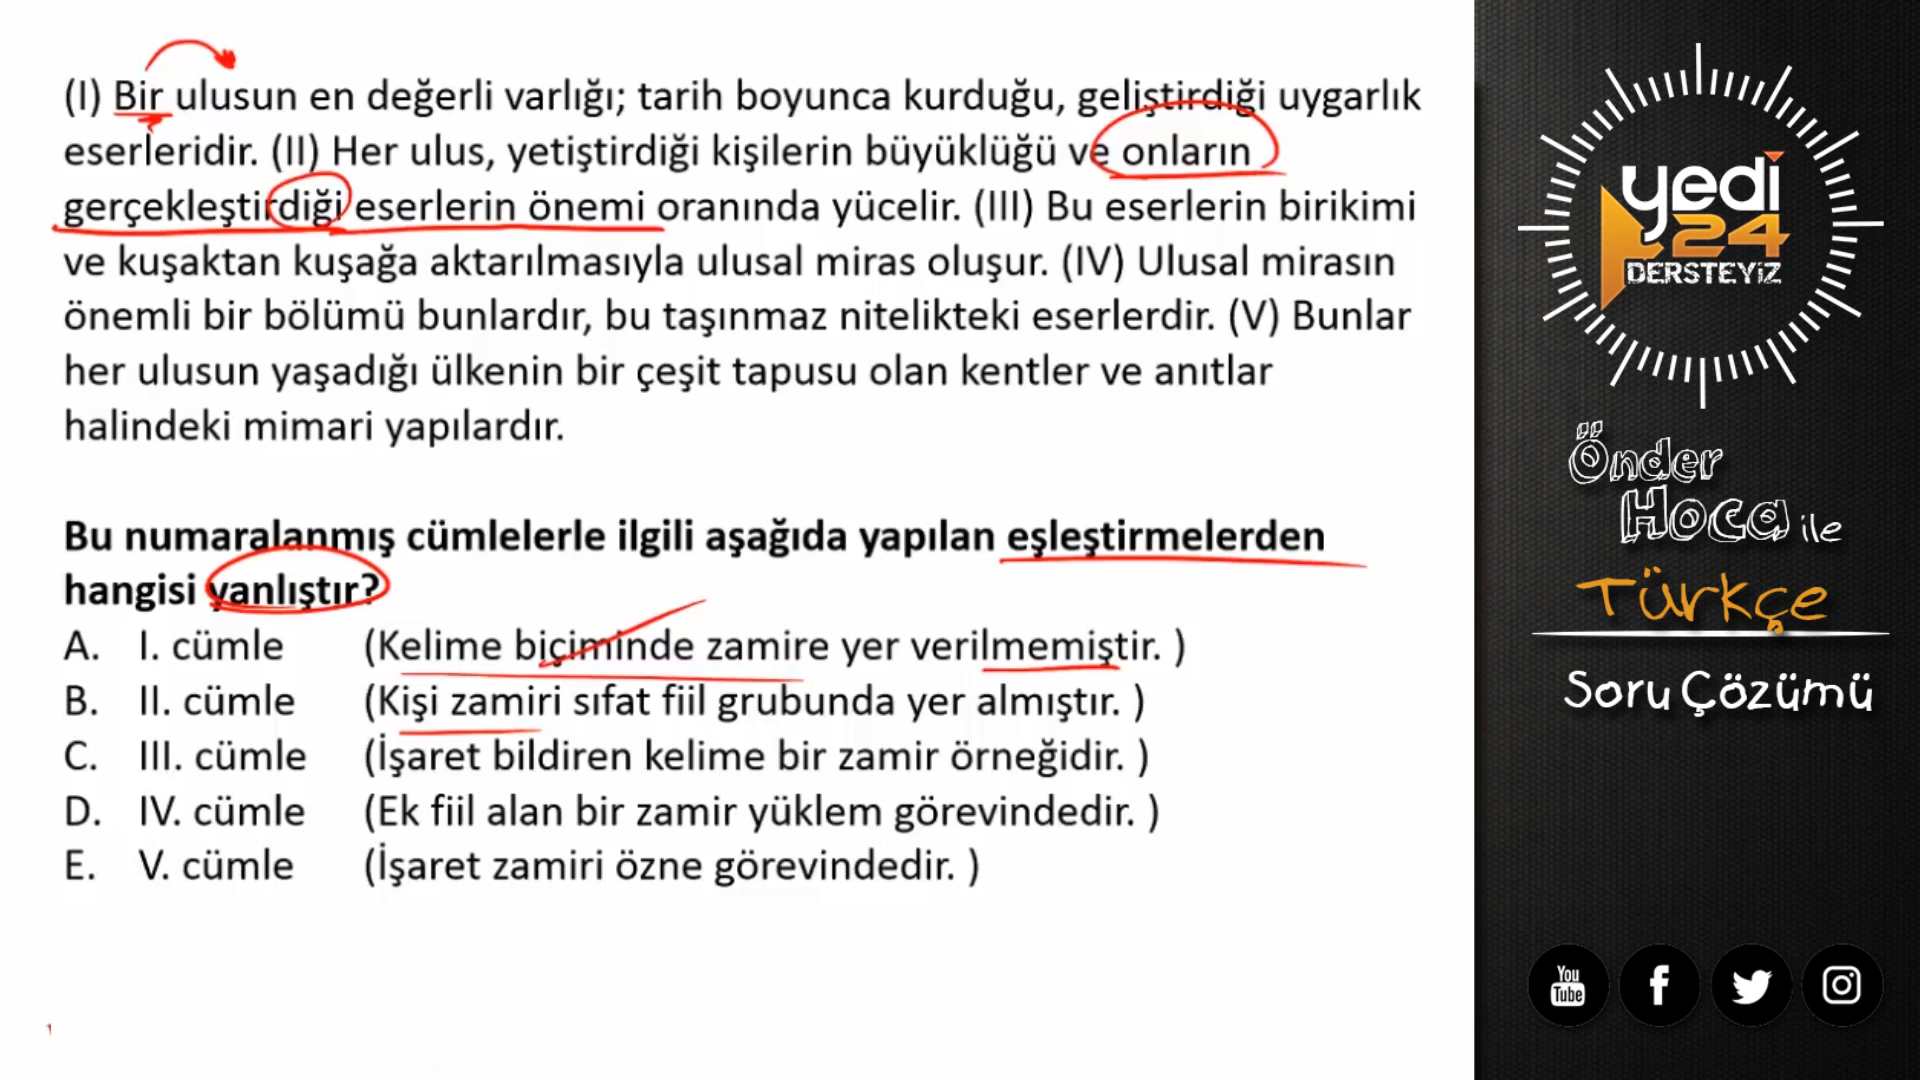 (I) Bir ulusun en değerli varlığı; tarih boyunca kurduğu, geliştirdiği uygarlık
eserleridir. (II) Her ulus, yetiştirdiği kişilerin büyüklüğü ve onların
gerçekleştirdiği eserlerin önemi oranında yücelir. (III) Bu eserlerin birikimi
ve kuşaktan kuşağa aktarılmasıyla ulusal miras oluşur. (IV) Ulusal mirasın
önemli bir bölümü bunlardır, bu taşınmaz nitelikteki eserlerdir. (V) Bunlar
her ulusun yaşadığı ülkenin bir çeşit tapusu olan kentler ve anıtlar
halindeki mimari yapılardır.
Bu numaralanmış cümlelerle ilgili aşağıda yapılan eşleştirmelerden
hangisi yanlıştır?
A. I. cümle (Kelime biçiminde zamire yer verilmemiştir. )
B. II. cümle (Kişi zamiri sıfat fiil grubunda yer almıştır. )
C. III. cümle (İşaret bildiren kelime bir zamir örneğidir. )
D. IV. cümle (Ek fiil alan bir zamir yüklem görevindedir. )
E. V. cümle (İşaret zamiri özne görevindedir. )
yedi
24
DERSTEYİZ
Önder
Hoca ile
Türkçe
Soru Çözümü
You
Tube